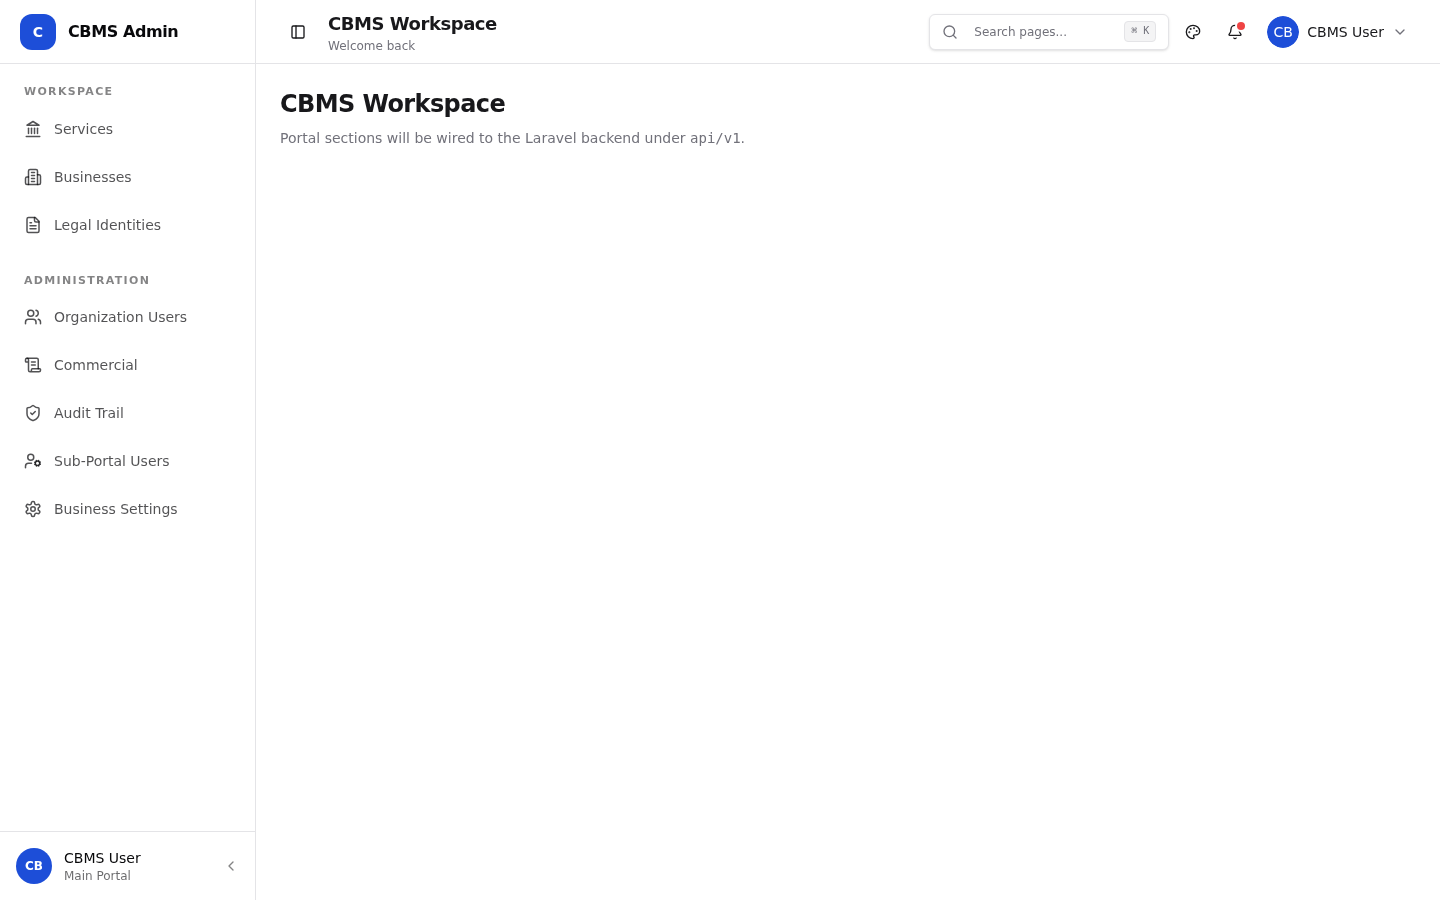 C
CBMS Admin
WORKSPACE
Services
Businesses
Legal Identities
ADMINISTRATION
Organization Users
Commercial
Audit Trail
Sub-Portal Users
Business Settings
CB
CBMS User
Main Portal
CBMS Workspace
Welcome back
Search pages...
⌘ K
CB
CBMS User
CBMS Workspace
Portal sections will be wired to the Laravel backend under api/v1.